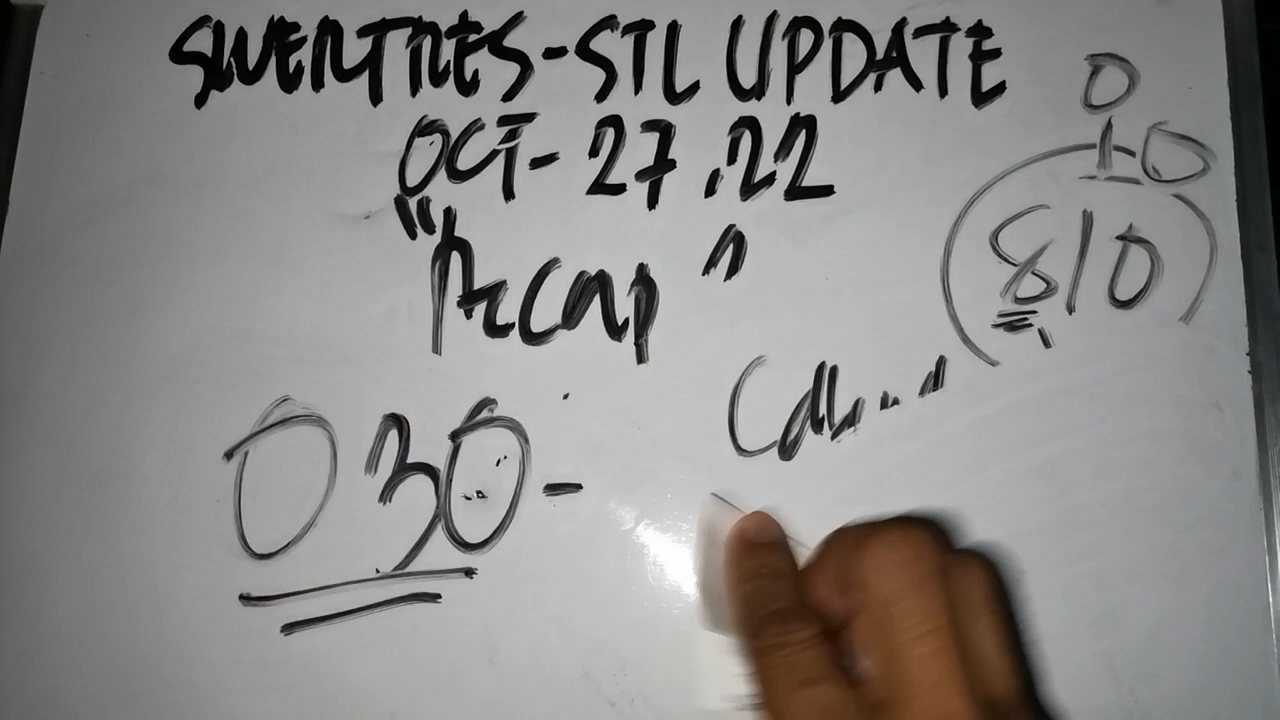 SWERTRES-STL UPDATE
OCT-27.22
"Recap"
0
10
810
030-